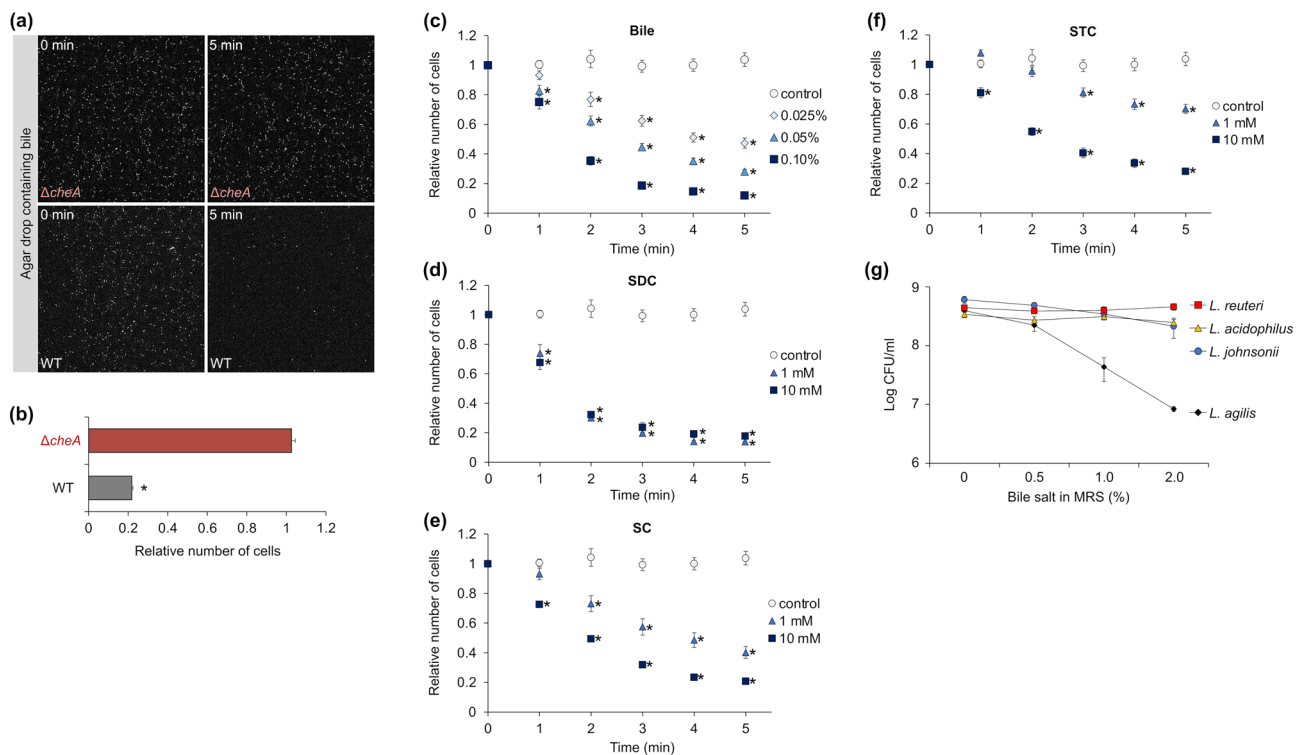 (a)
Agar drop containing bile
0 min
5 min
ΔcheA
ΔcheA
0 min
5 min
WT
WT
(b)
ΔcheA
WT
*
0 0.2 0.4 0.6 0.8 1 1.2
Relative number of cells
(c)
Bile
Relative number of cells
1.2
1
0.8
0.6
0.4
0.2
0
* * * * * * * * * * * * * *
control
0.025%
0.05%
0.10%
0 1 2 3 4 5
Time (min)
(d)
SDC
Relative number of cells
1.2
1
0.8
0.6
0.4
0.2
0
* * * * * * * * * *
control
1 mM
10 mM
0 1 2 3 4 5
Time (min)
(e)
SC
Relative number of cells
1.2
1
0.8
0.6
0.4
0.2
0
* * * * * * * * *
control
1 mM
10 mM
0 1 2 3 4 5
Time (min)
(f)
STC
Relative number of cells
1.2
1
0.8
0.6
0.4
0.2
0
* * * * * * * *
control
1 mM
10 mM
0 1 2 3 4 5
Time (min)
(g)
Log CFU/ml
9
8
7
6
L. reuteri
L. acidophilus
L. johnsonii
L. agilis
0 0.5 1.0 2.0
Bile salt in MRS (%)